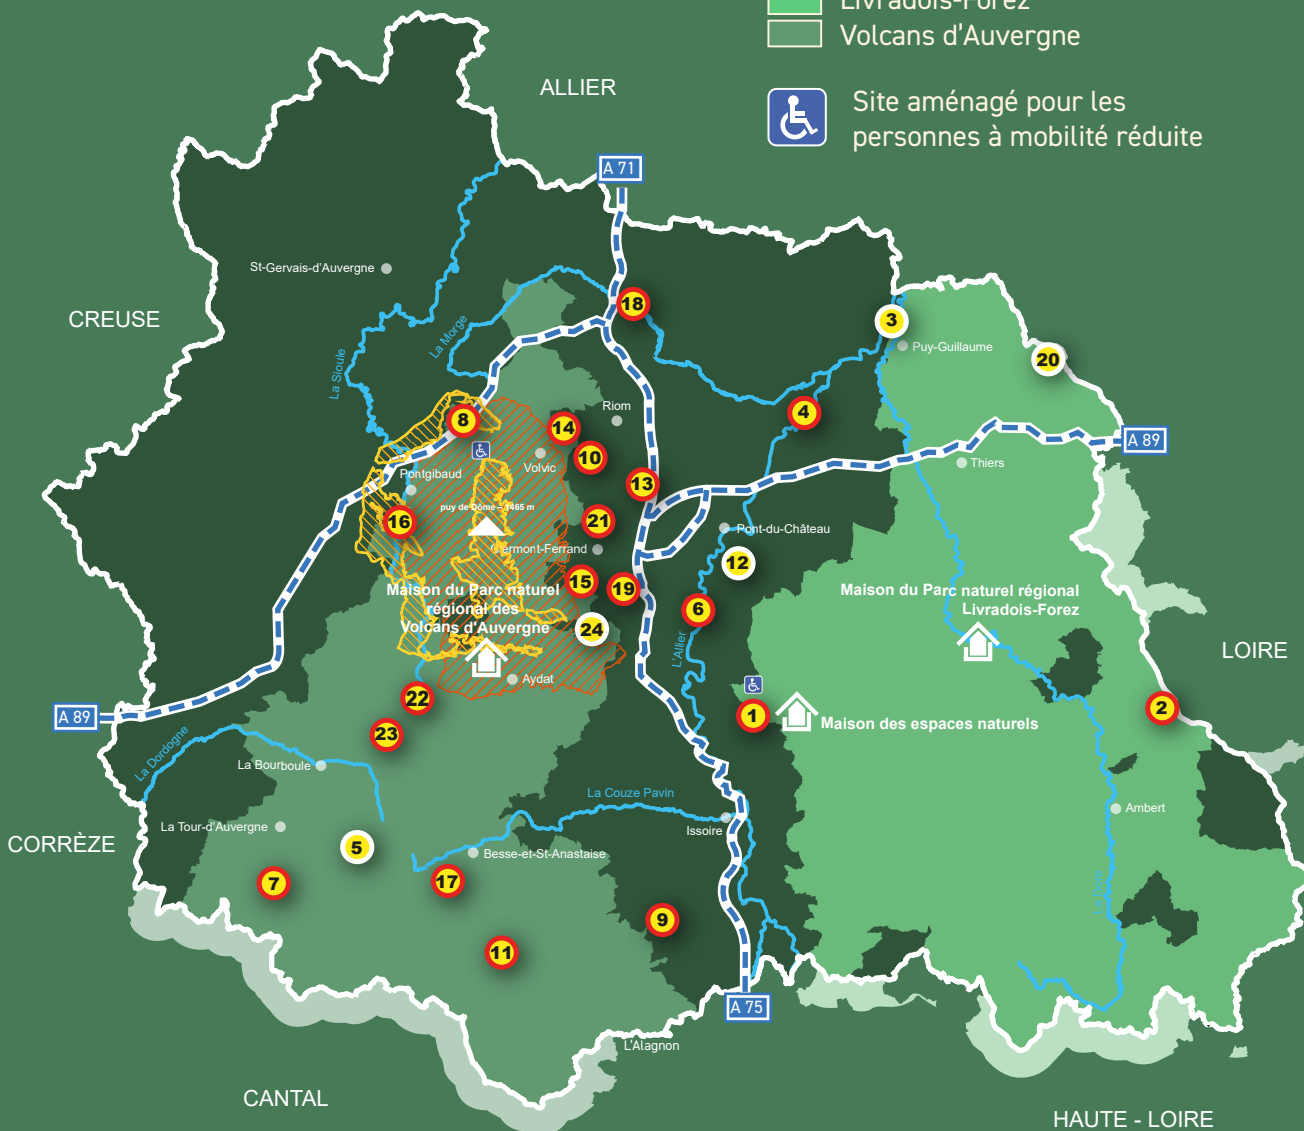 Livradois-Forez
Volcans d'Auvergne
Site aménagé pour les
personnes à mobilité réduite
ALLIER
A 71
St-Gervais-d'Auvergne
CREUSE
La Morge
La Sioule
18
3
Puy-Guillaume
20
Riom
8
14
4
10
Volvic
A 89
Thiers
Pontgibaud
13
puy de Dôme – 1465 m
16
21
Pont-du-Château
Clermont-Ferrand
12
15
19
Maison du Parc naturel
régional des
Volcans d'Auvergne
Maison du Parc naturel régional
Livradois-Forez
6
24
L'Allier
LOIRE
Aydat
22
1
Maison des espaces naturels
2
A 89
23
La Dordogne
La Bourboule
La Couze Pavin
Ambert
La Tour-d'Auvergne
Issoire
CORRÈZE
5
Besse-et-St-Anastaise
7
17
9
11
A 75
L'Alagnon
CANTAL
HAUTE - LOIRE